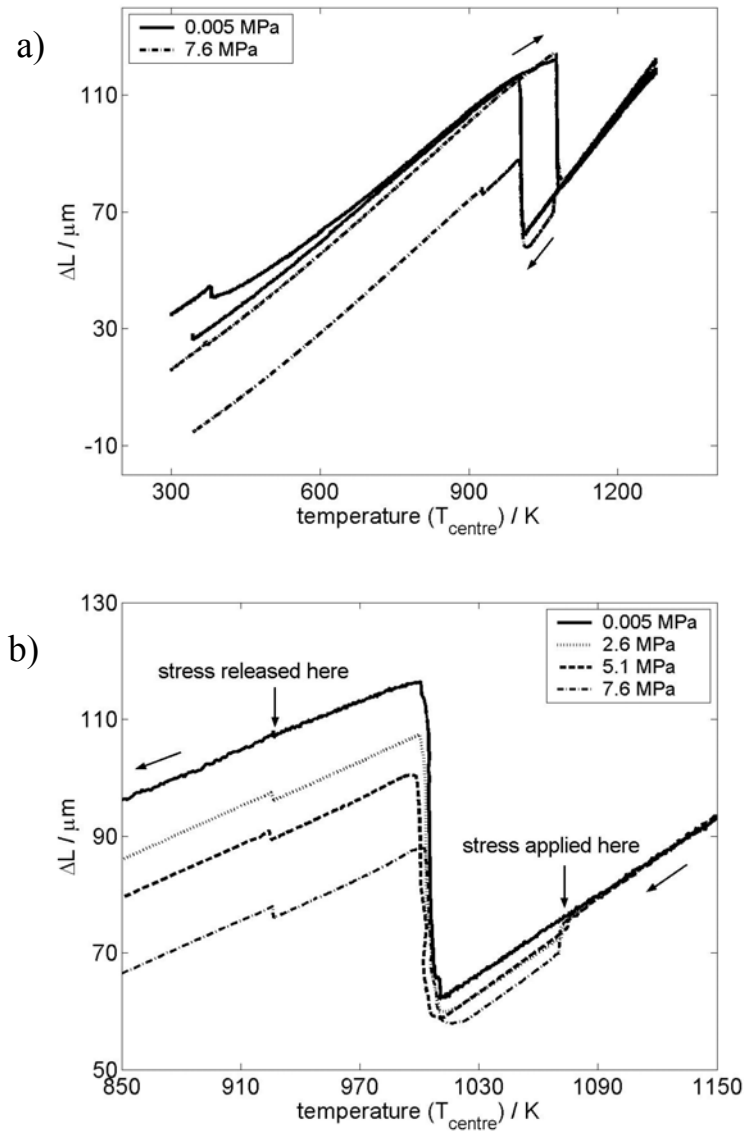 a)
0.005 MPa
7.6 MPa
110
70
30
-10
ΔL / μm
300 600 900 1200
temperature (T_centre) / K
b)
130
110
90
70
50
ΔL / μm
0.005 MPa
2.6 MPa
5.1 MPa
7.6 MPa
stress released here
stress applied here
850 910 970 1030 1090 1150
temperature (T_centre) / K